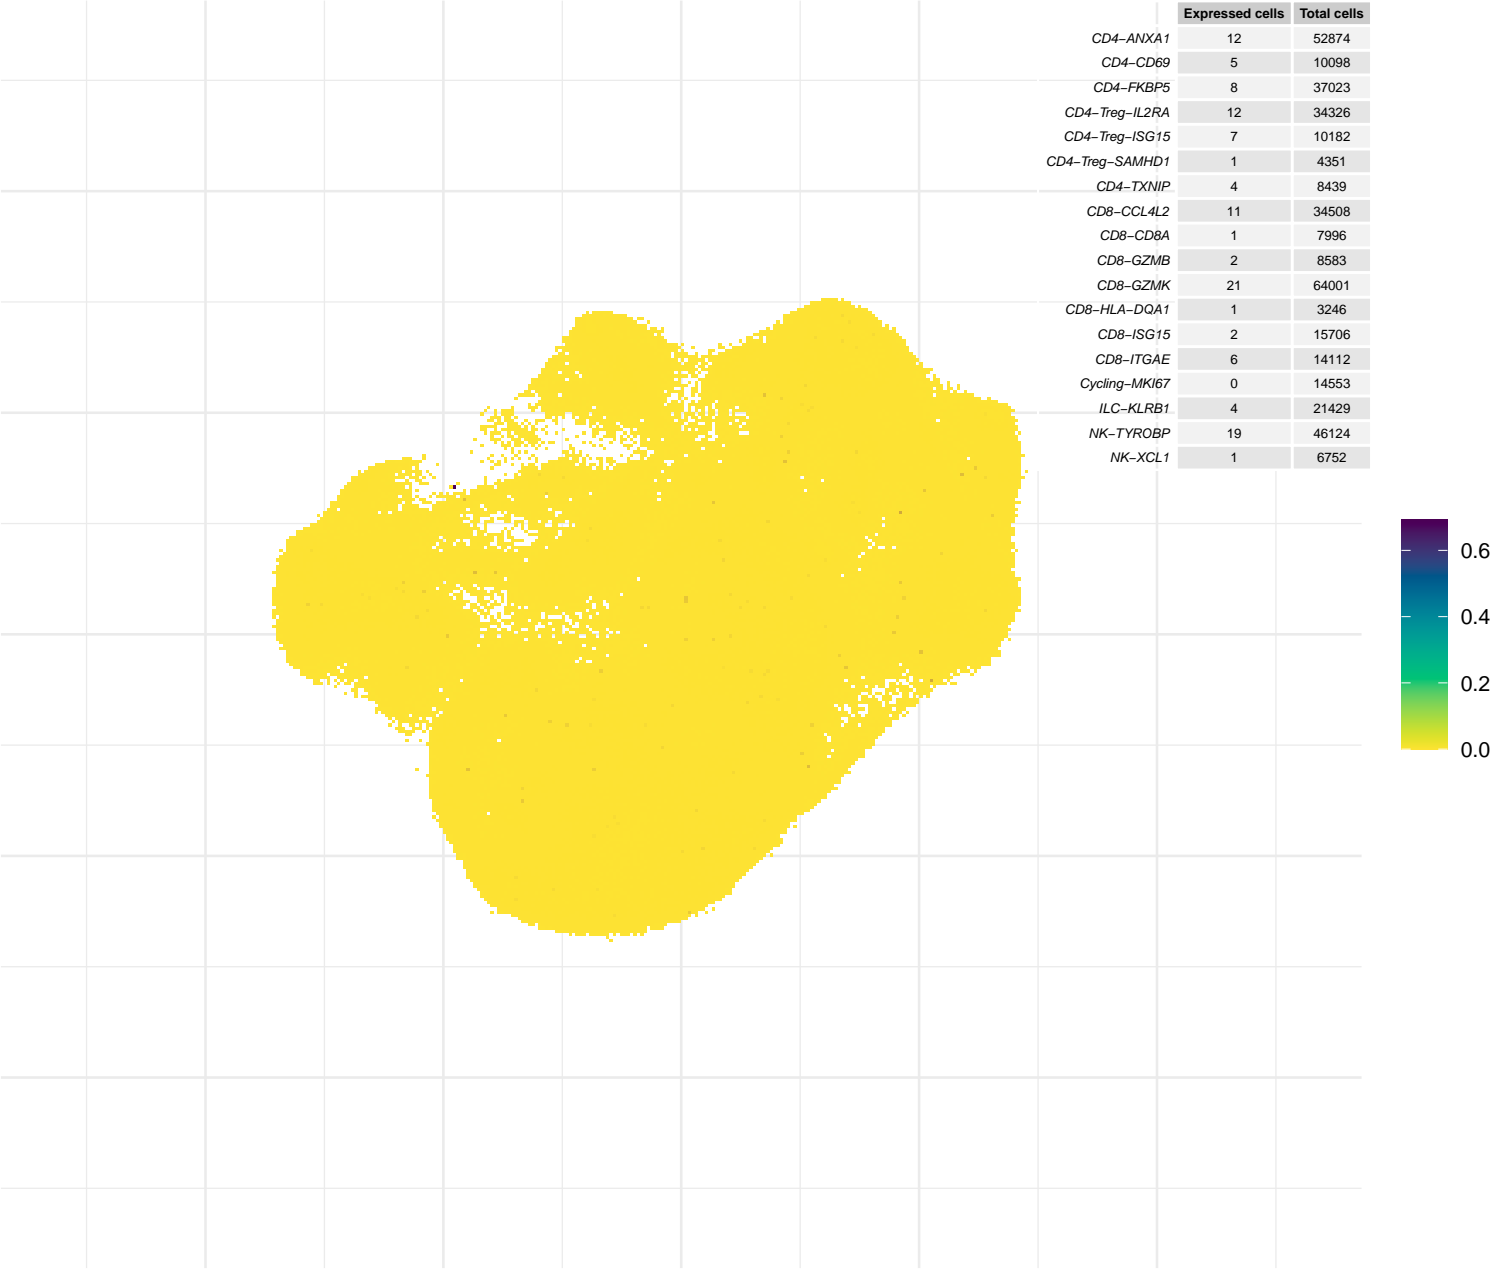 Expressed cells Total cells
CD4−ANXA1 12 52874
CD4−CD69 5 10098
CD4−FKBP5 8 37023
CD4−Treg−IL2RA 12 34326
CD4−Treg−ISG15 7 10182
CD4−Treg−SAMHD1 1 4351
CD4−TXNIP 4 8439
CD8−CCL4L2 11 34508
CD8−CD8A 1 7996
CD8−GZMB 2 8583
CD8−GZMK 21 64001
CD8−HLA−DQA1 1 3246
CD8−ISG15 2 15706
CD8−ITGAE 6 14112
Cycling−MKI67 0 14553
ILC−KLRB1 4 21429
NK−TYROBP 19 46124
NK−XCL1 1 6752
0.6
0.4
0.2
0.0